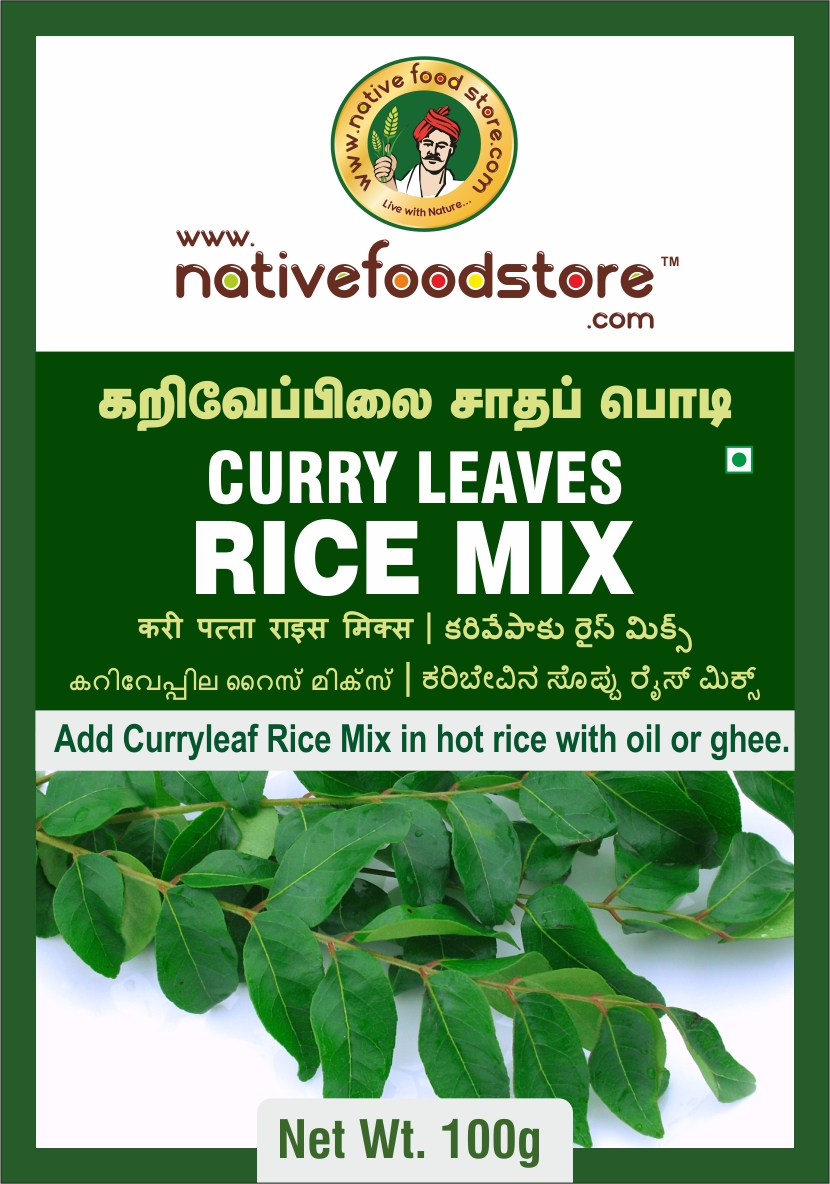 www.native food store.com
Live with Nature...
www.
nativefoodstore™
.com
கறிவேப்பிலை சாதப் பொடி
CURRY LEAVES
RICE MIX
करी पत्ता राइस मिक्स | కరివేపాకు రైస్ మిక్స్
കറിവേപ്പില റൈസ് മിക്സ് | ಕರಿಬೇವಿನ ಸೊಪ್ಪು ರೈಸ್ ಮಿಕ್ಸ್
Add Curryleaf Rice Mix in hot rice with oil or ghee.
Net Wt. 100g